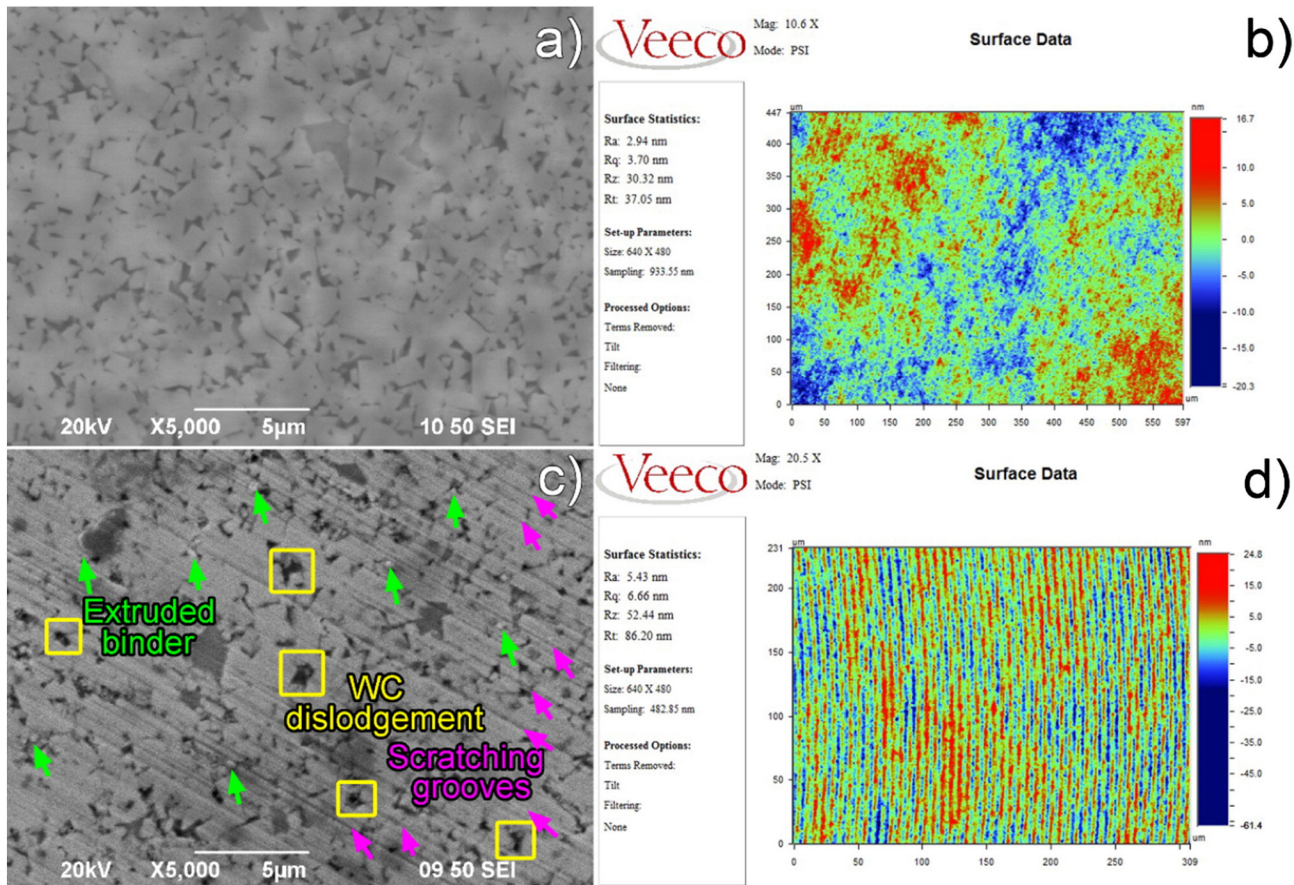 a)
20kV X5,000 5µm 10 50 SEI
Veeco
Mag: 10.6 X
Mode: PSI
Surface Data
b)
Surface Statistics:
Ra: 2.94 nm
Rq: 3.70 nm
Rz: 30.32 nm
Rt: 37.05 nm
Set-up Parameters:
Size: 640 X 480
Sampling: 933.55 nm
Processed Options:
Terms Removed:
Tilt
Filtering:
None
um
447
400
350
300
250
200
150
100
50
0
0 50 100 150 200 250 300 350 400 450 500 550 597
um
nm
16.7
10.0
5.0
0.0
-5.0
-10.0
-15.0
-20.3
c)
Extruded
binder
WC
dislodgement
Scratching
grooves
20kV X5,000 5µm 09 50 SEI
Veeco
Mag: 20.5 X
Mode: PSI
Surface Data
d)
Surface Statistics:
Ra: 5.43 nm
Rq: 6.66 nm
Rz: 52.44 nm
Rt: 86.20 nm
Set-up Parameters:
Size: 640 X 480
Sampling: 482.85 nm
Processed Options:
Terms Removed:
Tilt
Filtering:
None
um
231
200
150
100
50
0
0 50 100 150 200 250 309
um
nm
24.8
15.0
5.0
-5.0
-15.0
-25.0
-35.0
-45.0
-61.4